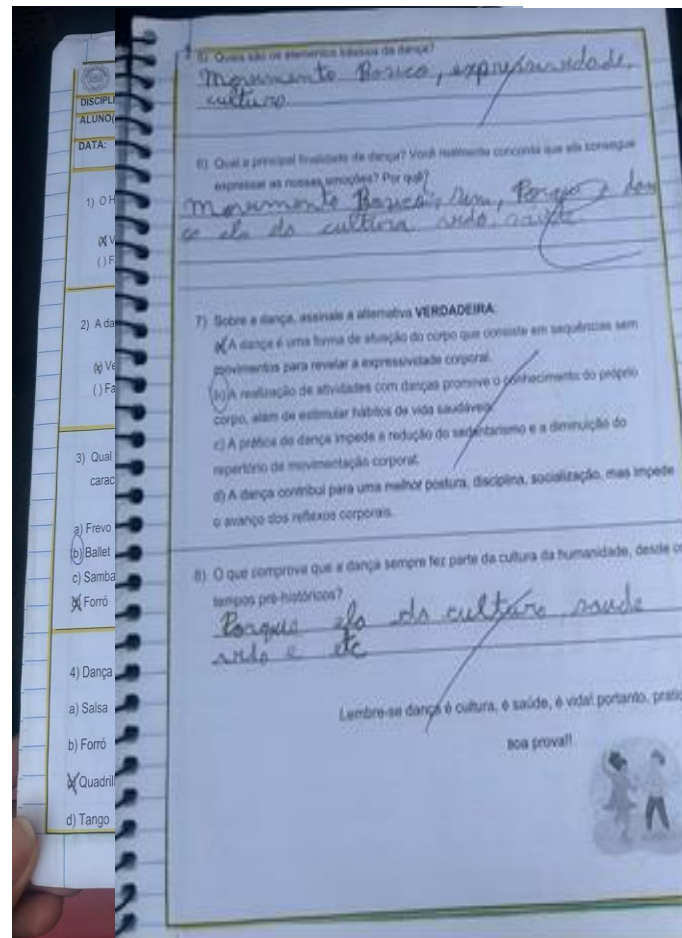 DISCIPLI
ALUNO(
DATA:
1) O H
(X) V
( ) F
2) A da
(x) Ve
( ) Fa
3) Qual
carac
a) Frevo
b) Ballet
c) Samba
Forró
4) Dança
a) Salsa
b) Forró
Quadril
d) Tango
5) Quais são os elementos básicos da dança?
Movimento Basico, expressividade,
cultura
6) Qual a principal finalidade da dança? Você realmente concorda que ela consegue
expressar as nossas emoções? Por quê?
Movimento Basico, sim, Porque a dan
ça ela da cultura vida, saude
7) Sobre a dança, assinale a alternativa VERDADEIRA:
a) A dança é uma forma de atuação do corpo que consiste em sequências sem
movimentos para revelar a expressividade corporal.
b) A realização de atividades com danças promove o conhecimento do próprio
corpo, além de estimular hábitos de vida saudáveis.
c) A prática do dança impede a redução do sedentarismo e a diminuição do
repertório de movimentação corporal.
d) A dança contribui para uma melhor postura, disciplina, socialização, mas impede
o avanço dos reflexos corporais.
8) O que comprova que a dança sempre fez parte da cultura da humanidade, desde o
tempos pré-históricos?
Porque ela da cultura, saude
vida e etc
Lembre-se dança é cultura, é saúde, é vida! portanto, pratic
Boa prova!!